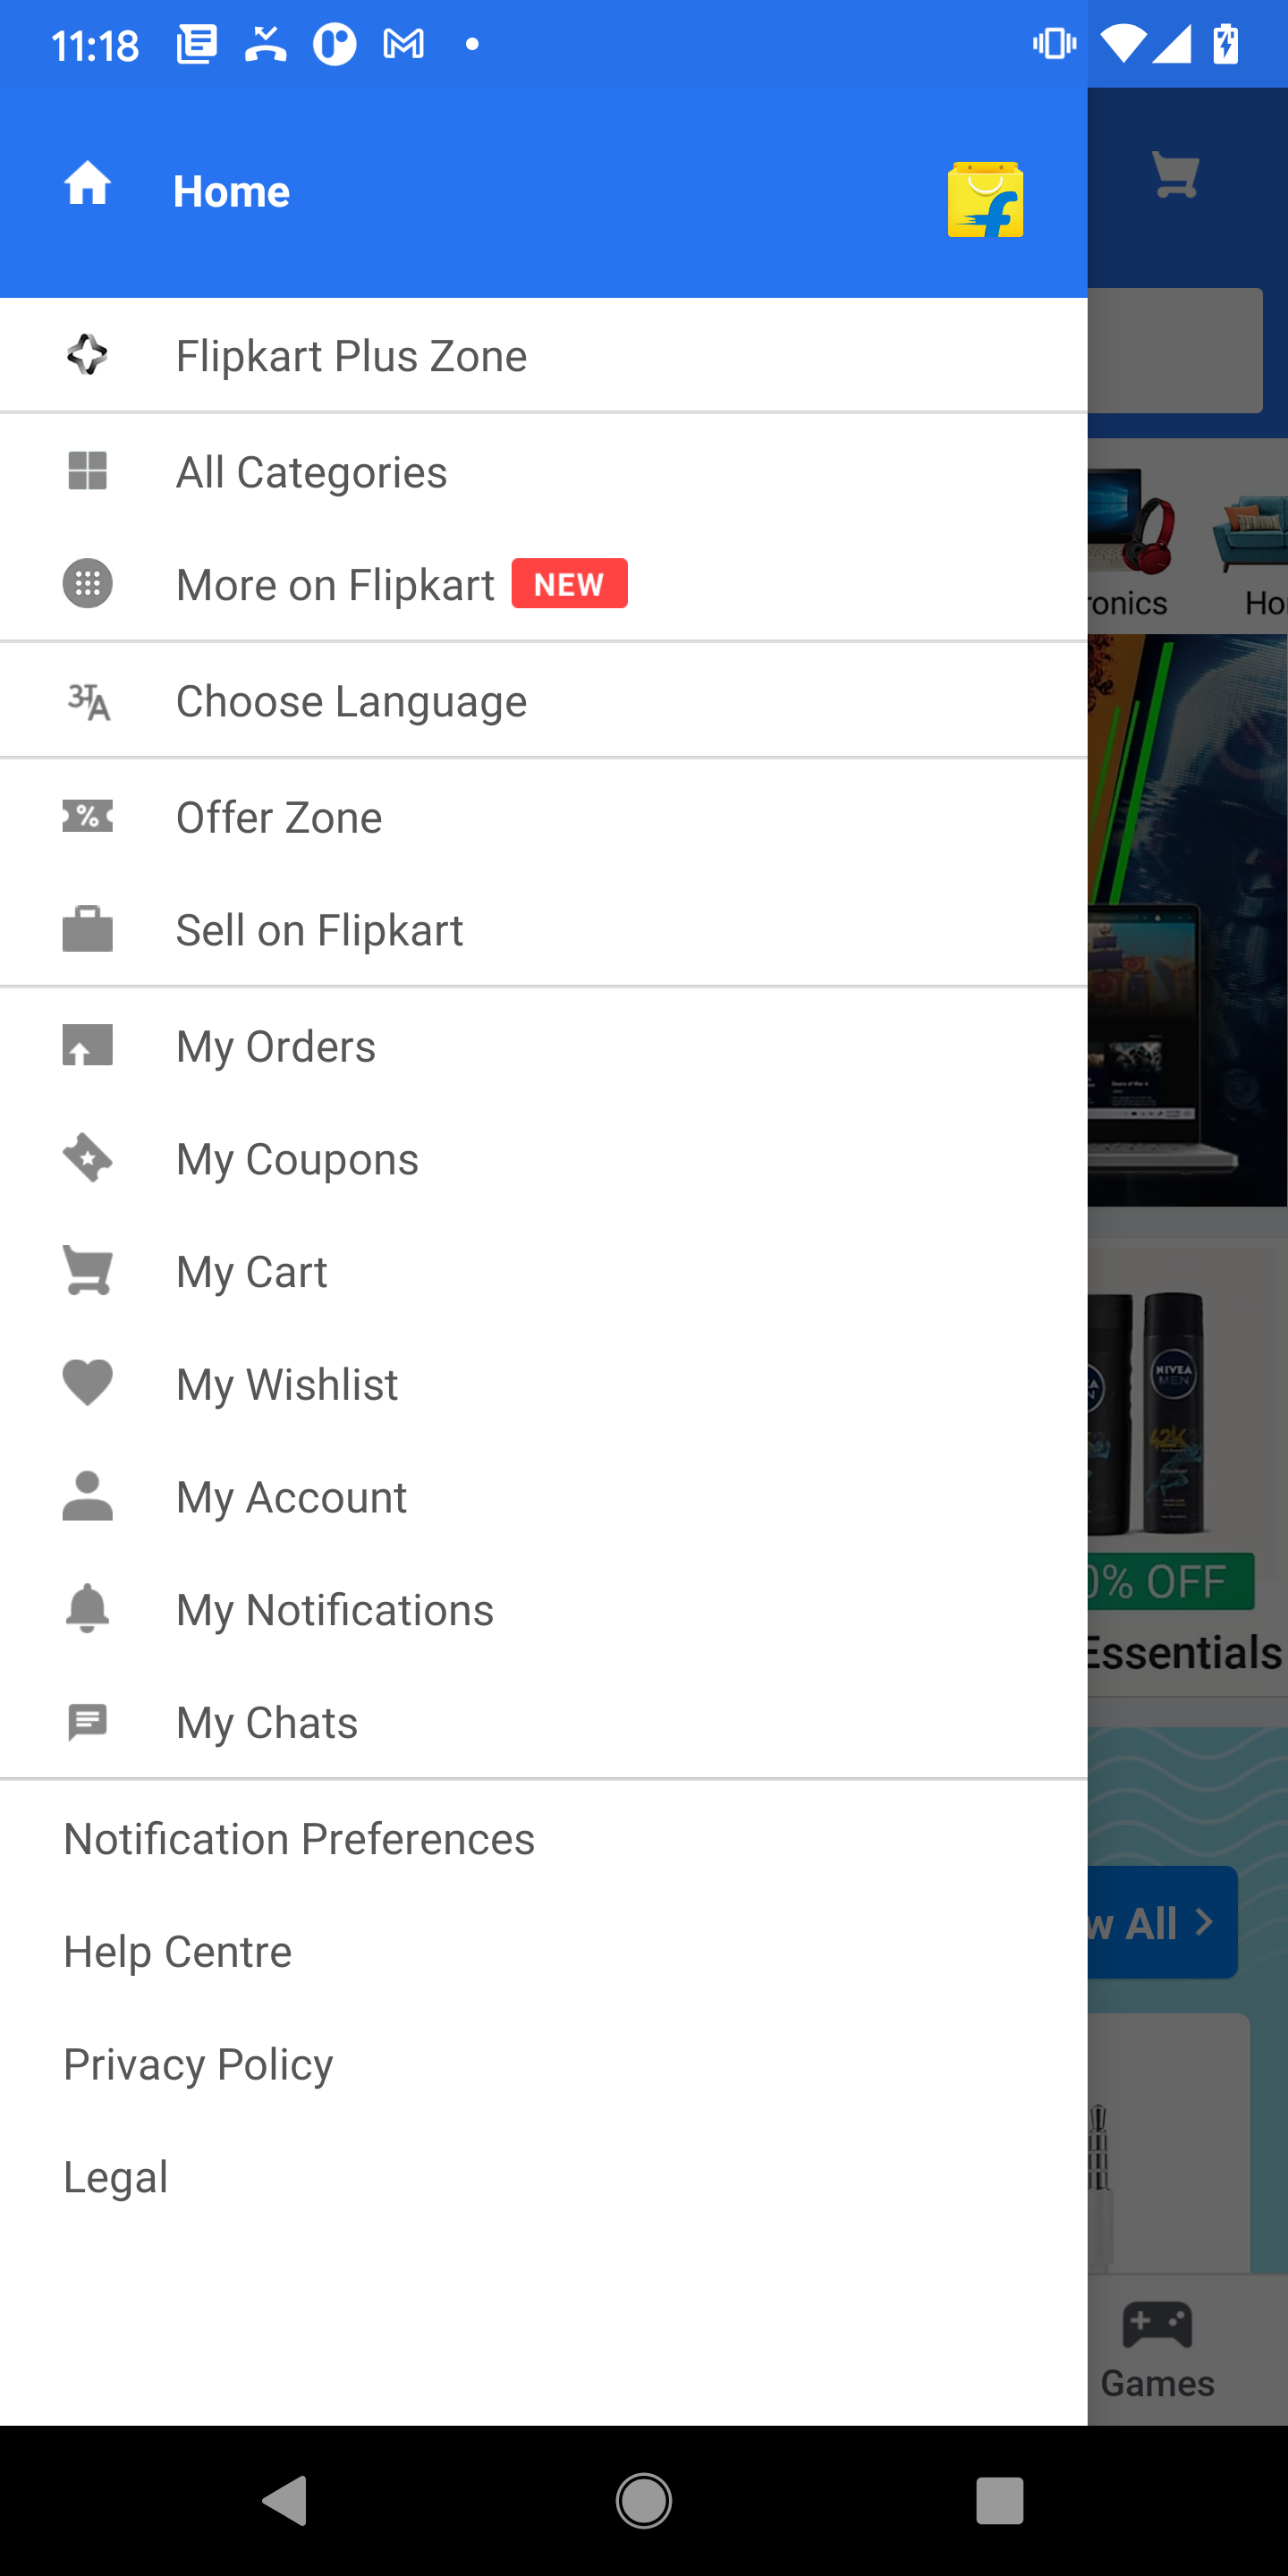 11:18
Home
Flipkart Plus Zone
All Categories
More on Flipkart NEW
ronics
Ho
Choose Language
Offer Zone
Sell on Flipkart
My Orders
My Coupons
My Cart
My Wishlist
NIVEA
MEN
42K
My Account
0% OFF
My Notifications
Essentials
My Chats
Notification Preferences
w All
Help Centre
Privacy Policy
Legal
Games